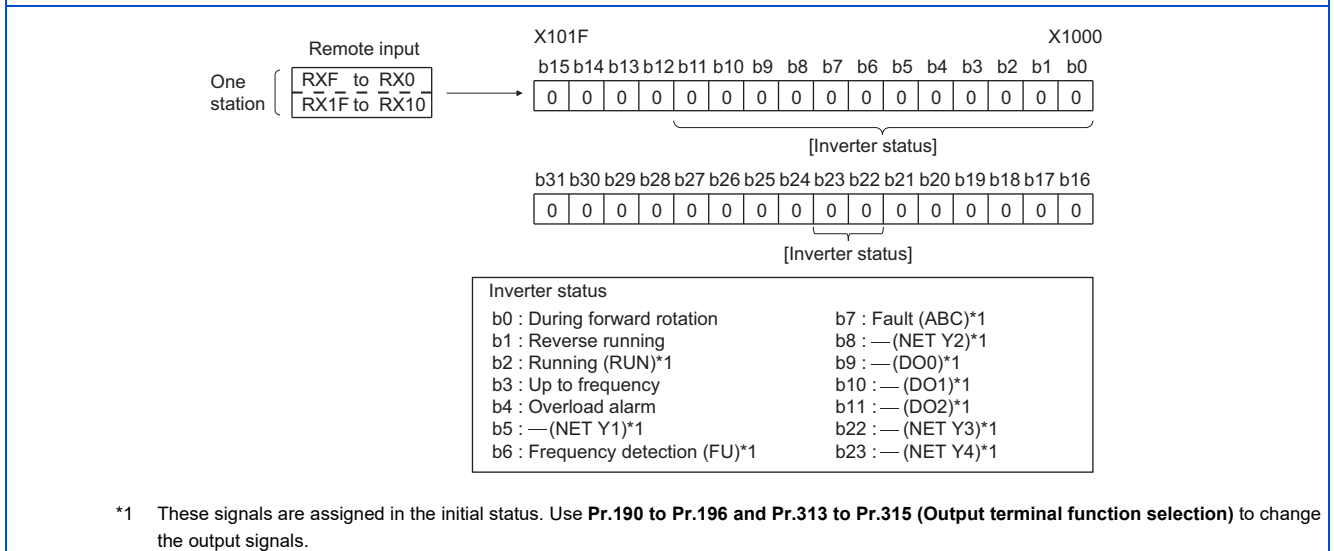 Remote input
One station
RXF to RX0
RX1F to RX10
X101F X1000
b15 b14 b13 b12 b11 b10 b9 b8 b7 b6 b5 b4 b3 b2 b1 b0
0 0 0 0 0 0 0 0 0 0 0 0 0 0 0 0
[Inverter status]
b31 b30 b29 b28 b27 b26 b25 b24 b23 b22 b21 b20 b19 b18 b17 b16
0 0 0 0 0 0 0 0 0 0 0 0 0 0 0 0
[Inverter status]
Inverter status
b0 : During forward rotation
b1 : Reverse running
b2 : Running (RUN)*1
b3 : Up to frequency
b4 : Overload alarm
b5 : — (NET Y1)*1
b6 : Frequency detection (FU)*1
b7 : Fault (ABC)*1
b8 : — (NET Y2)*1
b9 : — (DO0)*1
b10 : — (DO1)*1
b11 : — (DO2)*1
b22 : — (NET Y3)*1
b23 : — (NET Y4)*1
*1 These signals are assigned in the initial status. Use Pr.190 to Pr.196 and Pr.313 to Pr.315 (Output terminal function selection) to change
the output signals.